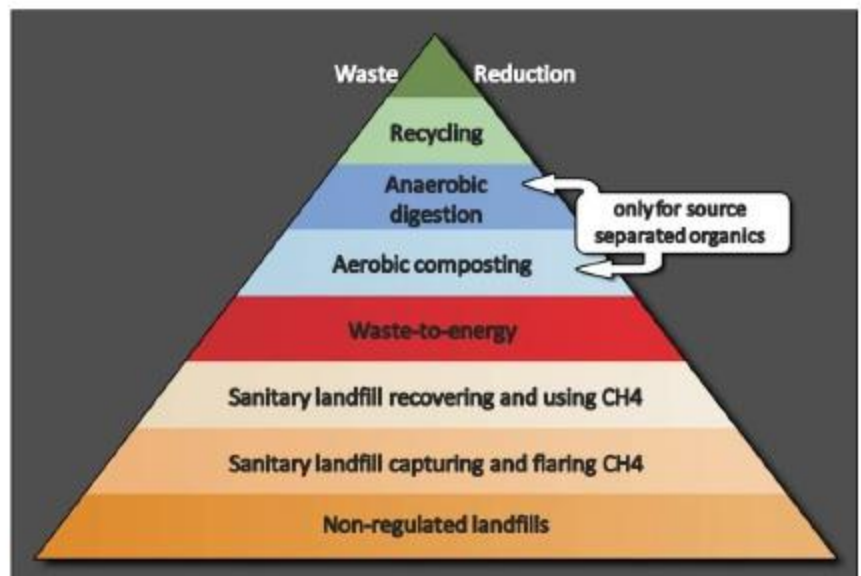 Waste Reduction
Recycling
Anaerobic
digestion
only for source
separated organics
Aerobic composting
Waste-to-energy
Sanitary landfill recovering and using CH4
Sanitary landfill capturing and flaring CH4
Non-regulated landfills